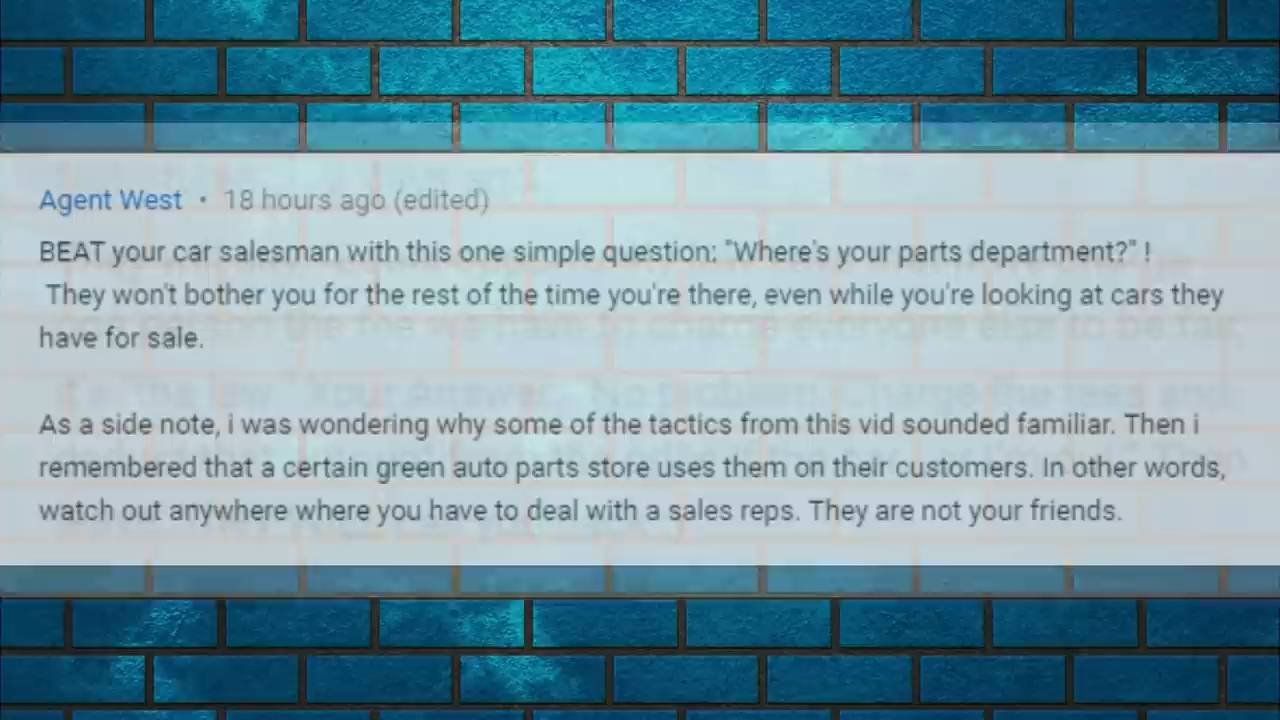 Agent West • 18 hours ago (edited)
BEAT your car salesman with this one simple question: "Where's your parts department?" !
They won't bother you for the rest of the time you're there, even while you're looking at cars they
have for sale.
As a side note, i was wondering why some of the tactics from this vid sounded familiar. Then i
remembered that a certain green auto parts store uses them on their customers. In other words,
watch out anywhere where you have to deal with a sales reps. They are not your friends.